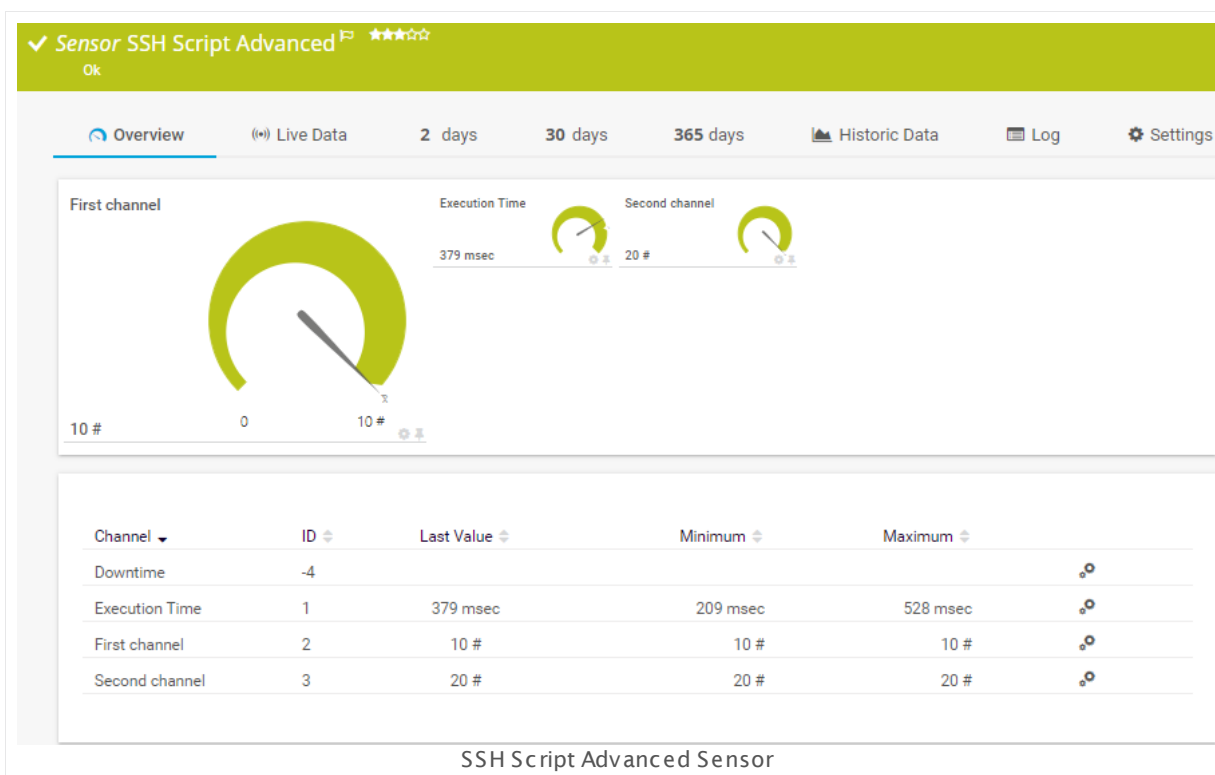 Sensor SSH Script Advanced
Ok
Overview Live Data 2 days 30 days 365 days Historic Data Log Settings
First channel
10 #
0
10 #
Execution Time
379 msec
Second channel
20 #
Channel ID Last Value Minimum Maximum
Downtime -4
Execution Time 1 379 msec 209 msec 528 msec
First channel 2 10 # 10 # 10 #
Second channel 3 20 # 20 # 20 #
SSH Script Advanced Sensor